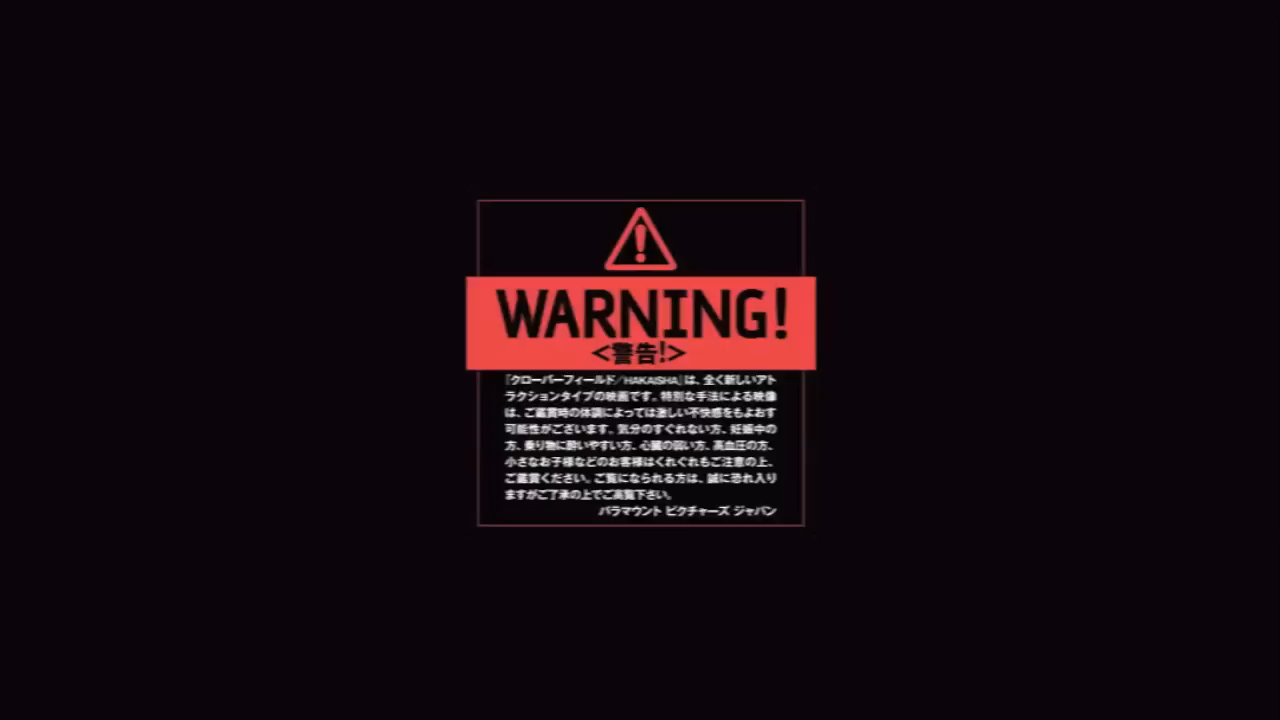 WARNING!
<警告!>
『クローバーフィールド/HAKAISHA』は、全く新しいアト
ラクションタイプの映画です。特別な手法による映像
は、ご鑑賞時の体調によっては激しい不快感をもよおす
可能性がございます。気分のすぐれない方、妊娠中の
方、乗り物に酔いやすい方、心臓の弱い方、高血圧の方、
小さなお子様などのお客様はくれぐれもご注意の上、
ご鑑賞ください。ご覧になられる方は、誠に恐れ入り
ますがご了承の上でご高覧下さい。
パラマウント ピクチャーズ ジャパン